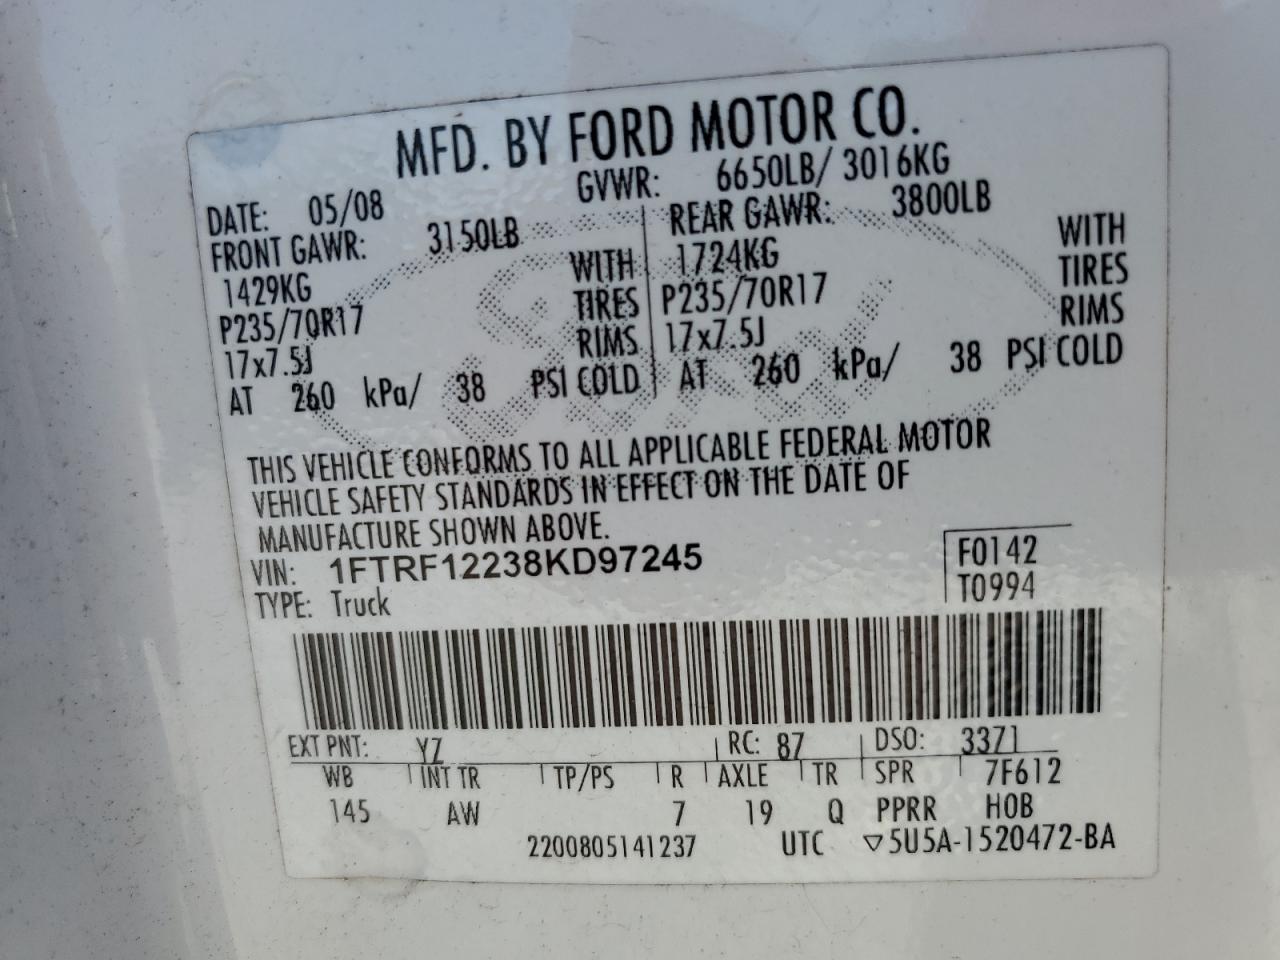 MFD. BY FORD MOTOR CO.
DATE: 05/08 GVWR: 6650LB/ 3016KG
FRONT GAWR: 3150LB REAR GAWR: 3800LB
1429KG WITH 1724KG WITH
P235/70R17 TIRES P235/70R17 TIRES
17x7.5J RIMS 17x7.5J RIMS
AT 260 kPa/ 38 PSI COLD AT 260 kPa/ 38 PSI COLD
Ford
THIS VEHICLE CONFORMS TO ALL APPLICABLE FEDERAL MOTOR
VEHICLE SAFETY STANDARDS IN EFFECT ON THE DATE OF
MANUFACTURE SHOWN ABOVE.
VIN: 1FTRF12238KD97245 F0142
TYPE: Truck T0994
EXT PNT: YZ RC: 87 DSO: 3371
WB INT TR TP/PS R AXLE TR SPR 7F612
145 AW 7 19 Q PPRR HOB
2200805141237 UTC ▽5U5A-1520472-BA